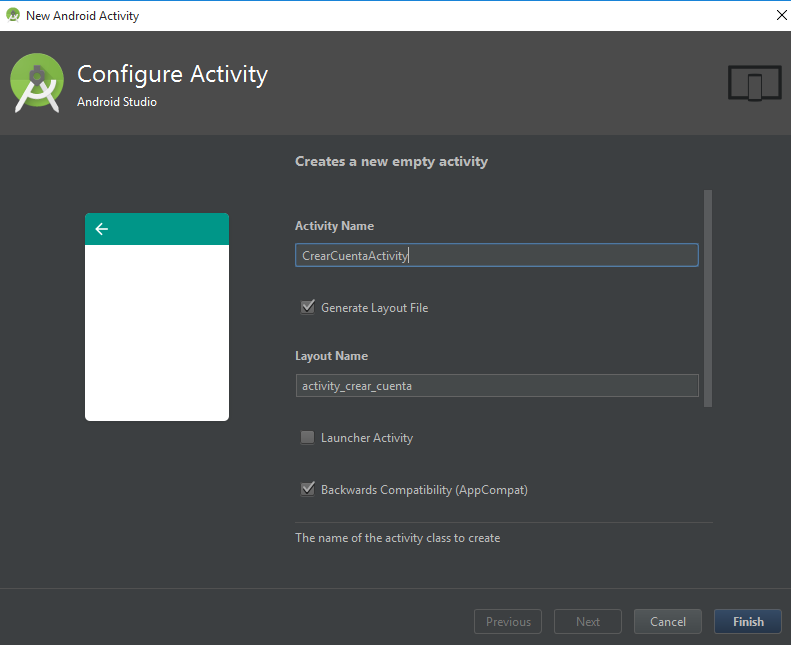 New Android Activity
Configure Activity
Android Studio
Creates a new empty activity
Activity Name
CrearCuentaActivity
Generate Layout File
Layout Name
activity_crear_cuenta
Launcher Activity
Backwards Compatibility (AppCompat)
The name of the activity class to create
Previous Next Cancel Finish